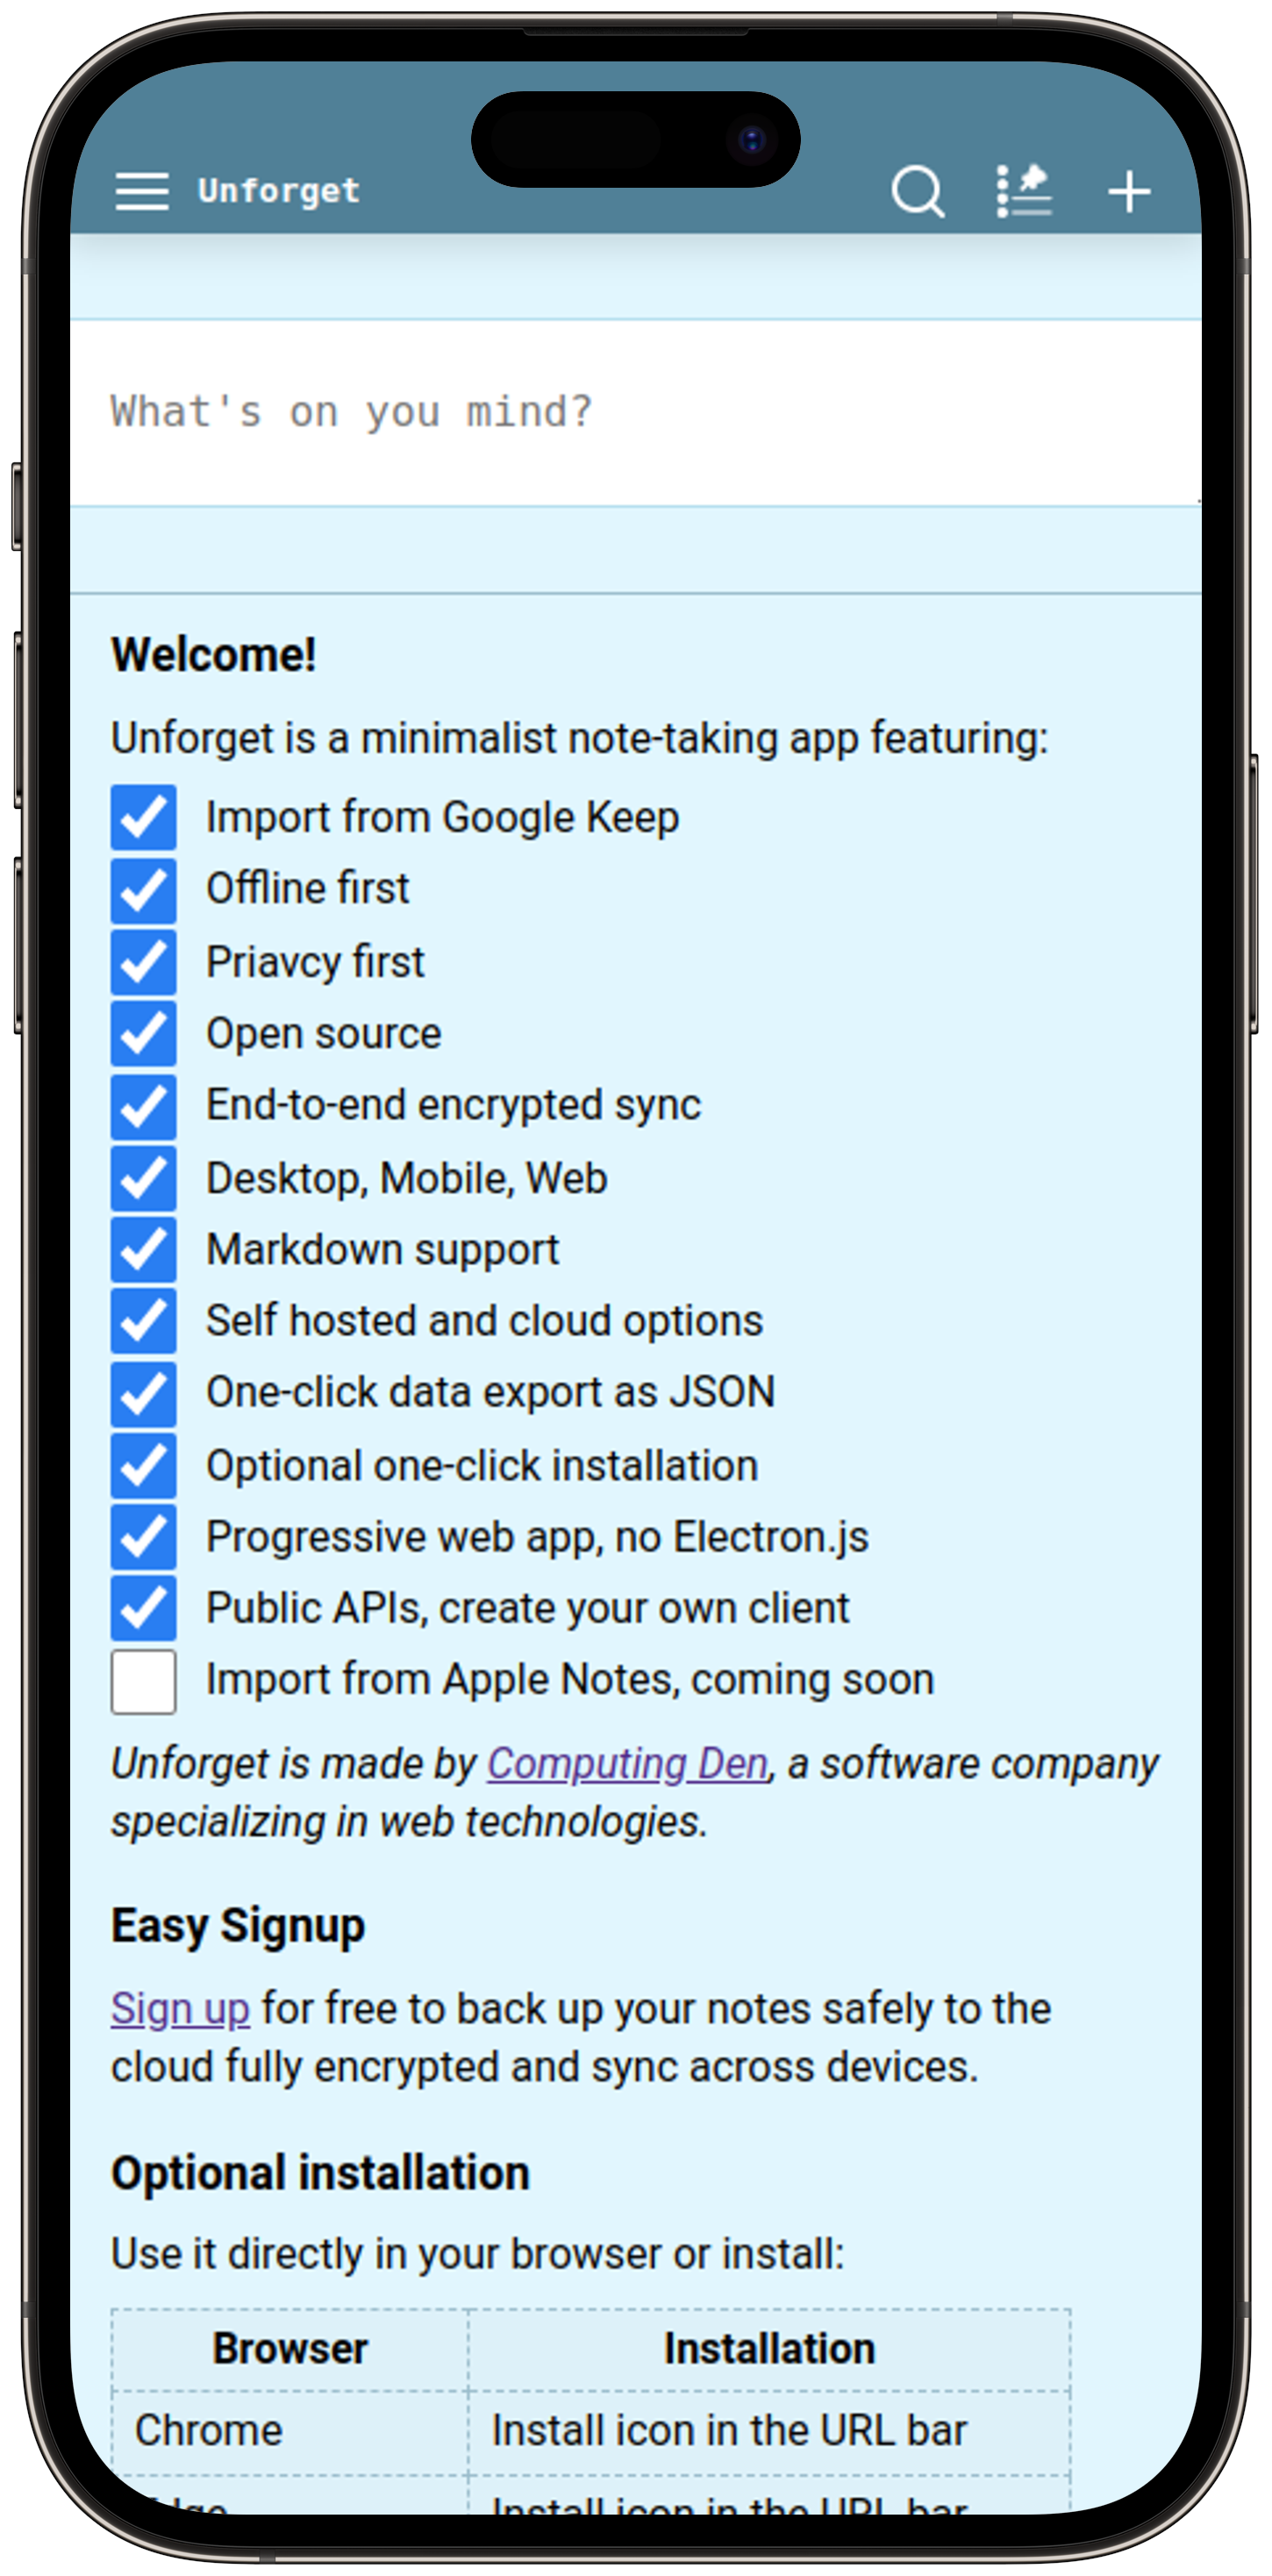 Unforget
What's on you mind?
Welcome!
Unforget is a minimalist note-taking app featuring:
Import from Google Keep
Offline first
Priavcy first
Open source
End-to-end encrypted sync
Desktop, Mobile, Web
Markdown support
Self hosted and cloud options
One-click data export as JSON
Optional one-click installation
Progressive web app, no Electron.js
Public APIs, create your own client
Import from Apple Notes, coming soon
Unforget is made by Computing Den, a software company
specializing in web technologies.
Easy Signup
Sign up for free to back up your notes safely to the
cloud fully encrypted and sync across devices.
Optional installation
Use it directly in your browser or install:
Browser Installation
Chrome Install icon in the URL bar
Install icon in the URL bar